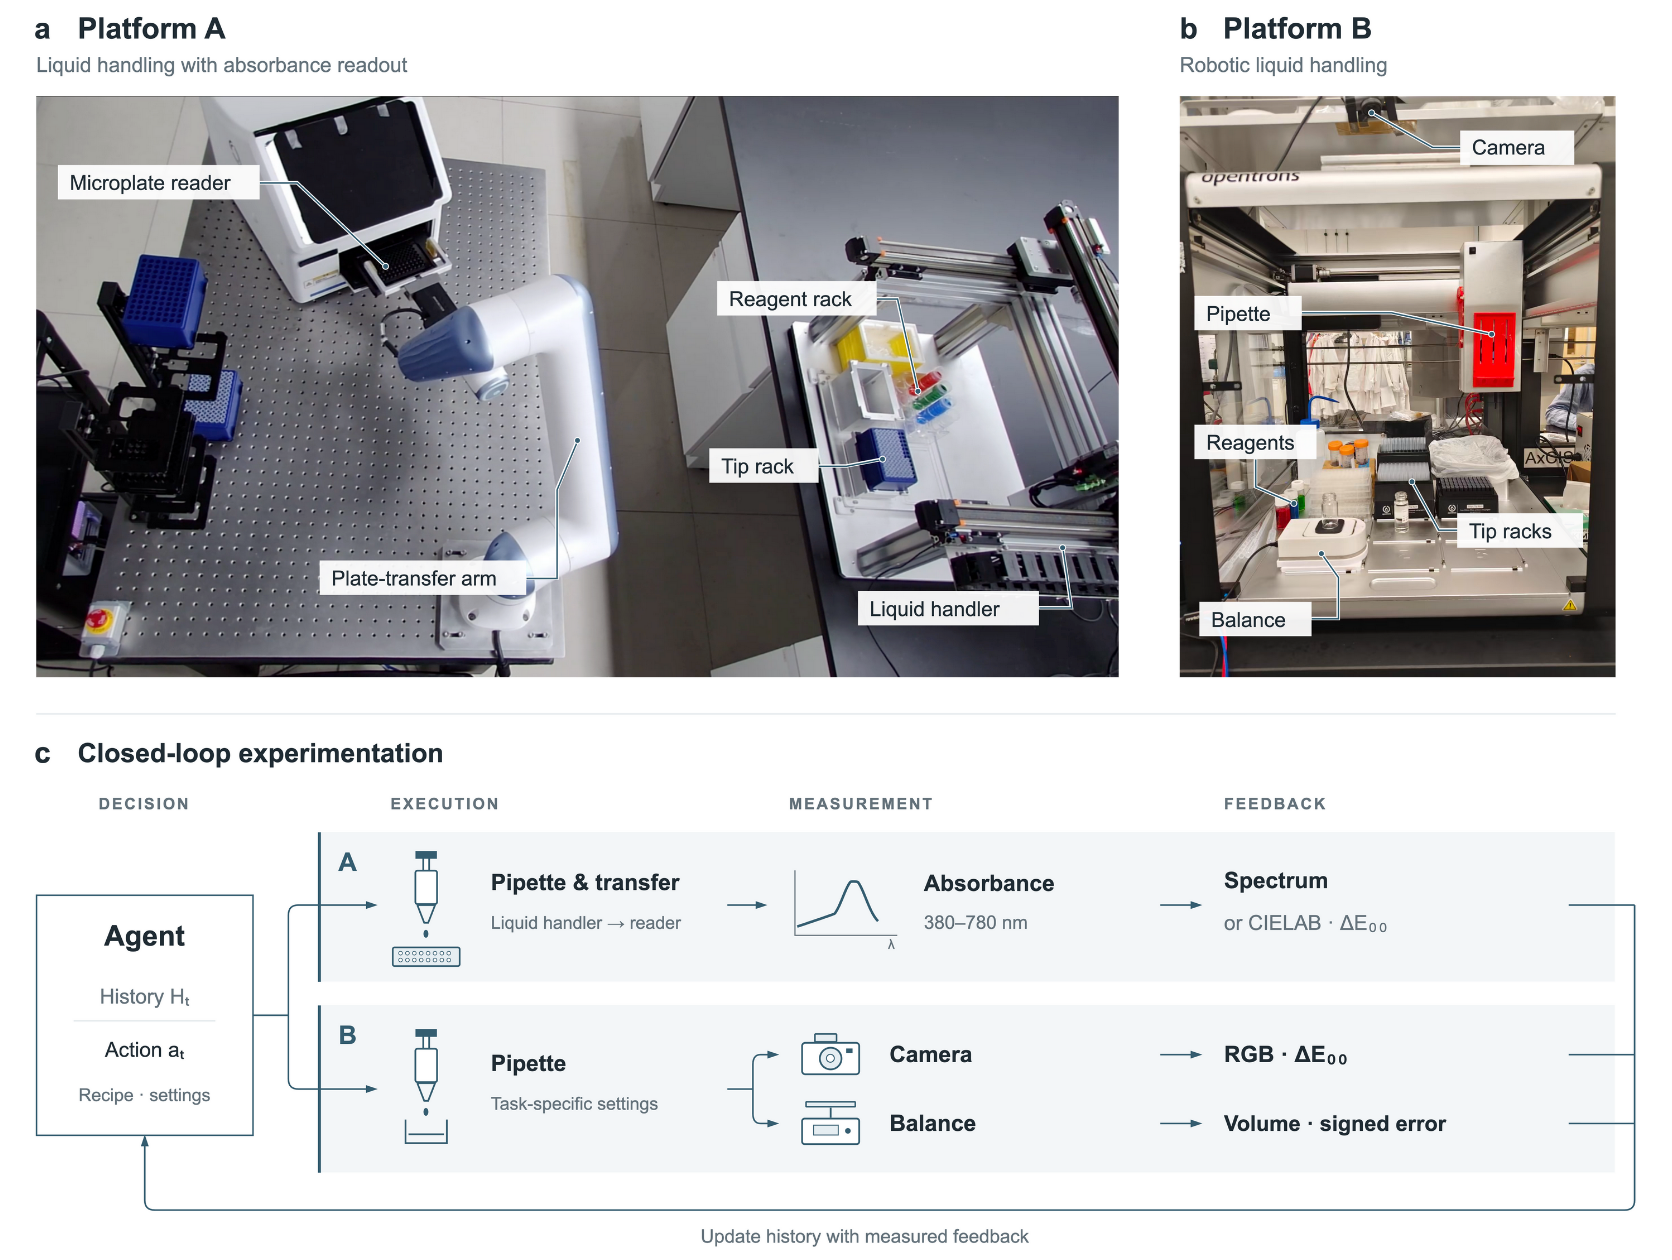 a Platform A
Liquid handling with absorbance readout
Microplate reader
Reagent rack
Tip rack
Plate-transfer arm
Liquid handler
b Platform B
Robotic liquid handling
Camera
opentrons
Pipette
Reagents
Tip racks
Balance
c Closed-loop experimentation
DECISION
EXECUTION
MEASUREMENT
FEEDBACK
Agent
History Hₜ
Action aₜ
Recipe · settings
A
Pipette & transfer
Liquid handler → reader
λ
Absorbance
380–780 nm
Spectrum
or CIELAB · ΔE₀₀
B
Pipette
Task-specific settings
Camera
RGB · ΔE₀₀
Balance
Volume · signed error
Update history with measured feedback